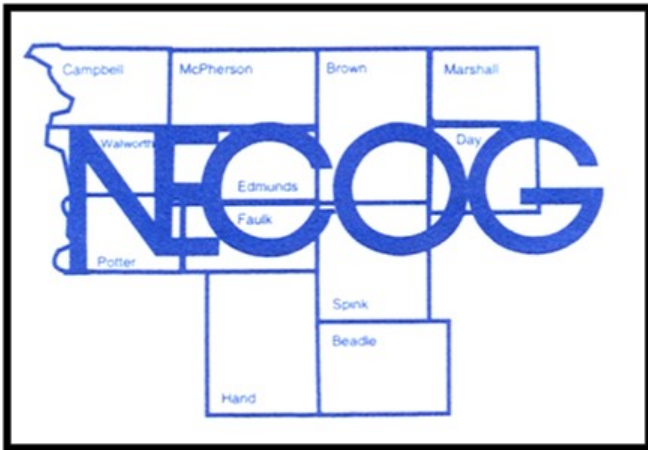 Campbell McPherson Brown Marshall
Walworth Day
NECOG
Edmunds
Faulk
Potter
Spink
Beadle
Hand